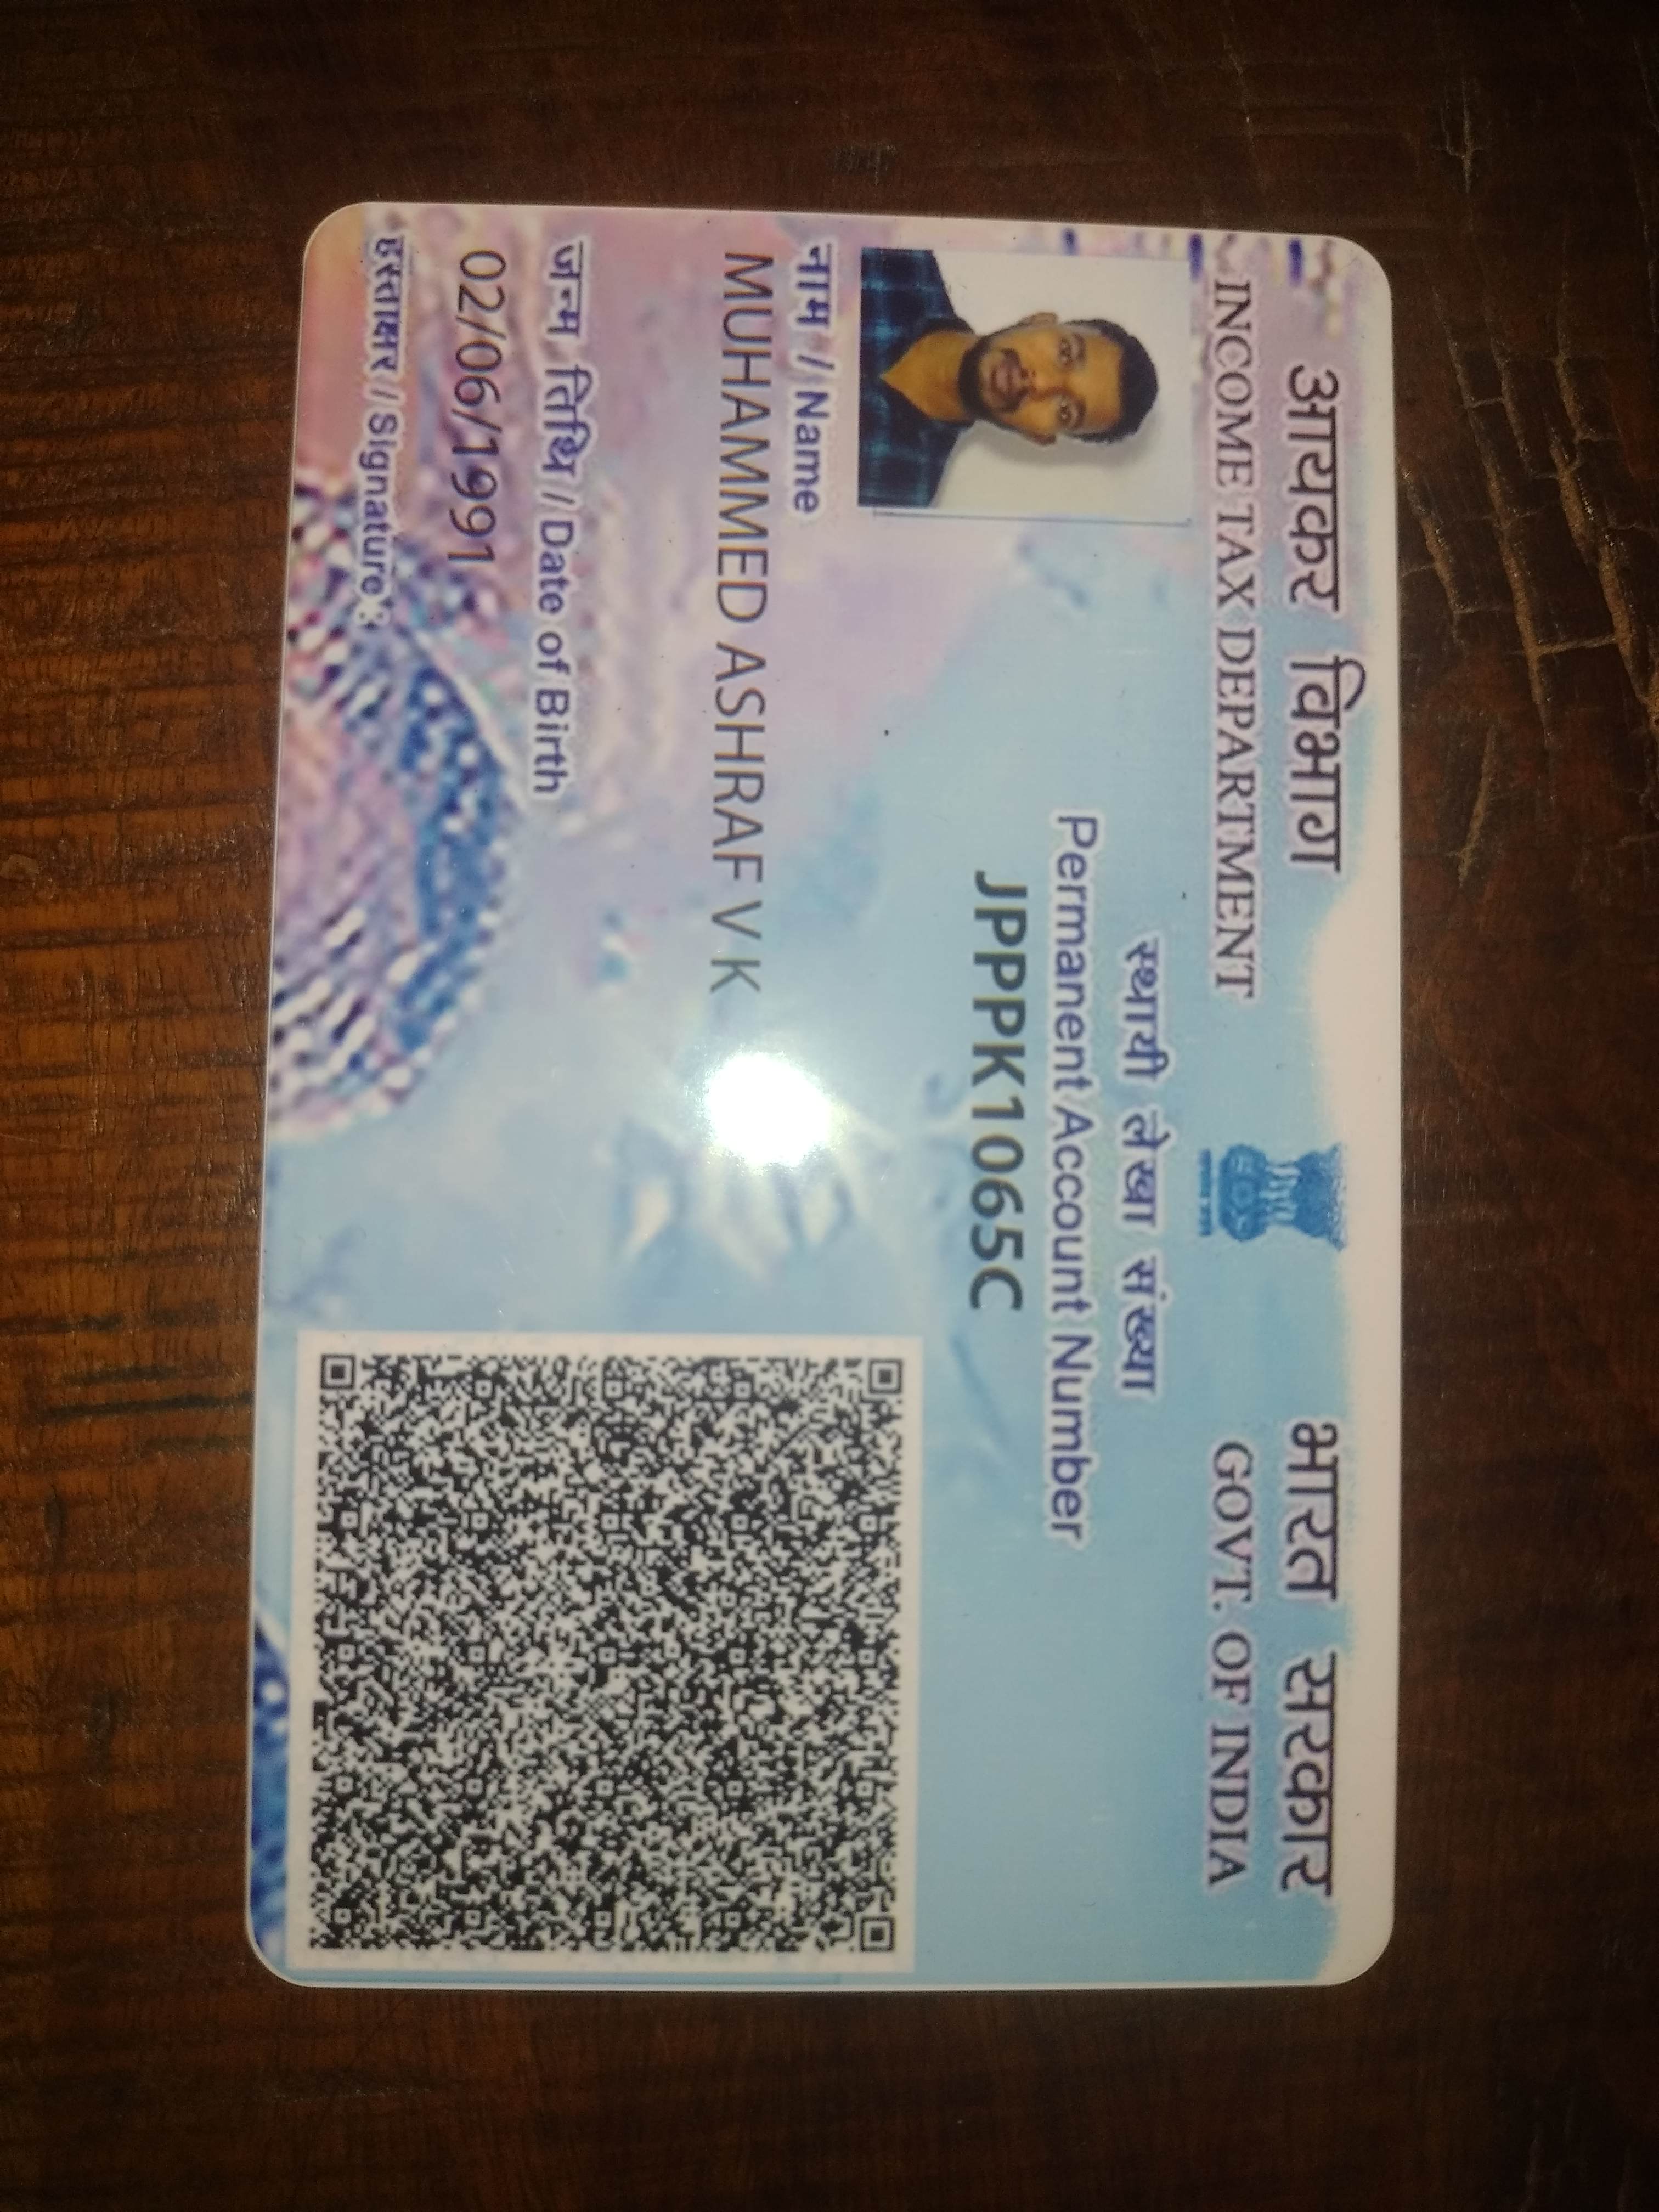 आयकर विभाग
INCOME TAX DEPARTMENT
भारत सरकार
GOVT. OF INDIA
स्थायी लेखा संख्या
Permanent Account Number
JPPPK1065C
नाम / Name
MUHAMMED ASHRAF V K
जन्म तिथि / Date of Birth
02/06/1991
हस्ताक्षर / Signature